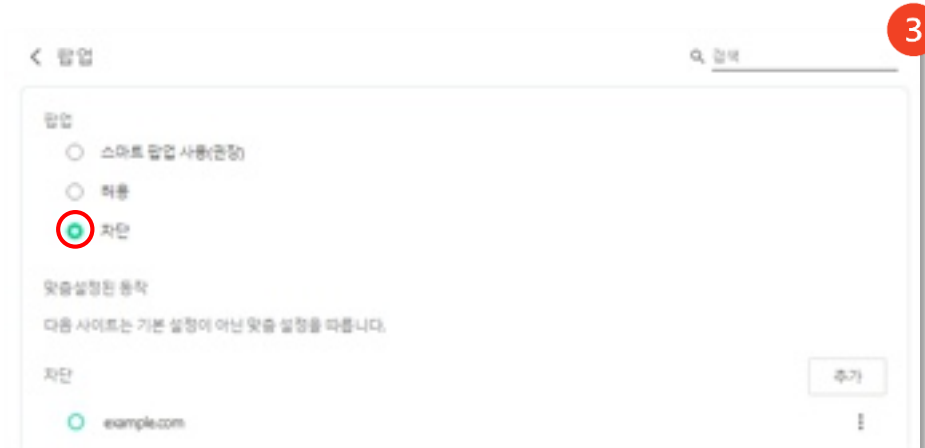 3
팝업
검색
팝업
스마트 팝업 사용(권장)
허용
차단
맞춤설정된 동작
다음 사이트는 기본 설정이 아닌 맞춤 설정을 따릅니다.
차단
추가
example.com